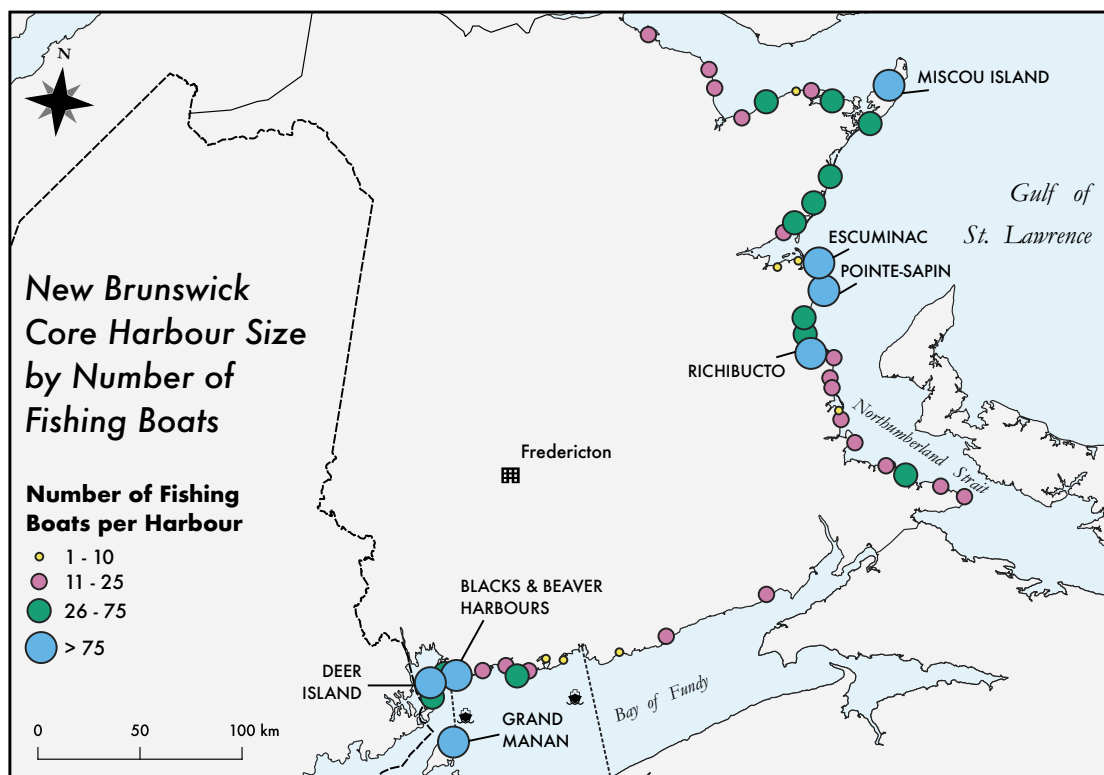 N
MISCOU ISLAND
Gulf of
St. Lawrence
ESCUMINAC
POINTE-SAPIN
New Brunswick
Core Harbour Size
by Number of
Fishing Boats
RICHIBUCTO
Northumberland Strait
Fredericton
Number of Fishing
Boats per Harbour
1 - 10
11 - 25
26 - 75
> 75
BLACKS & BEAVER
HARBOURS
DEER
ISLAND
Bay of Fundy
GRAND
MANAN
0 50 100 km